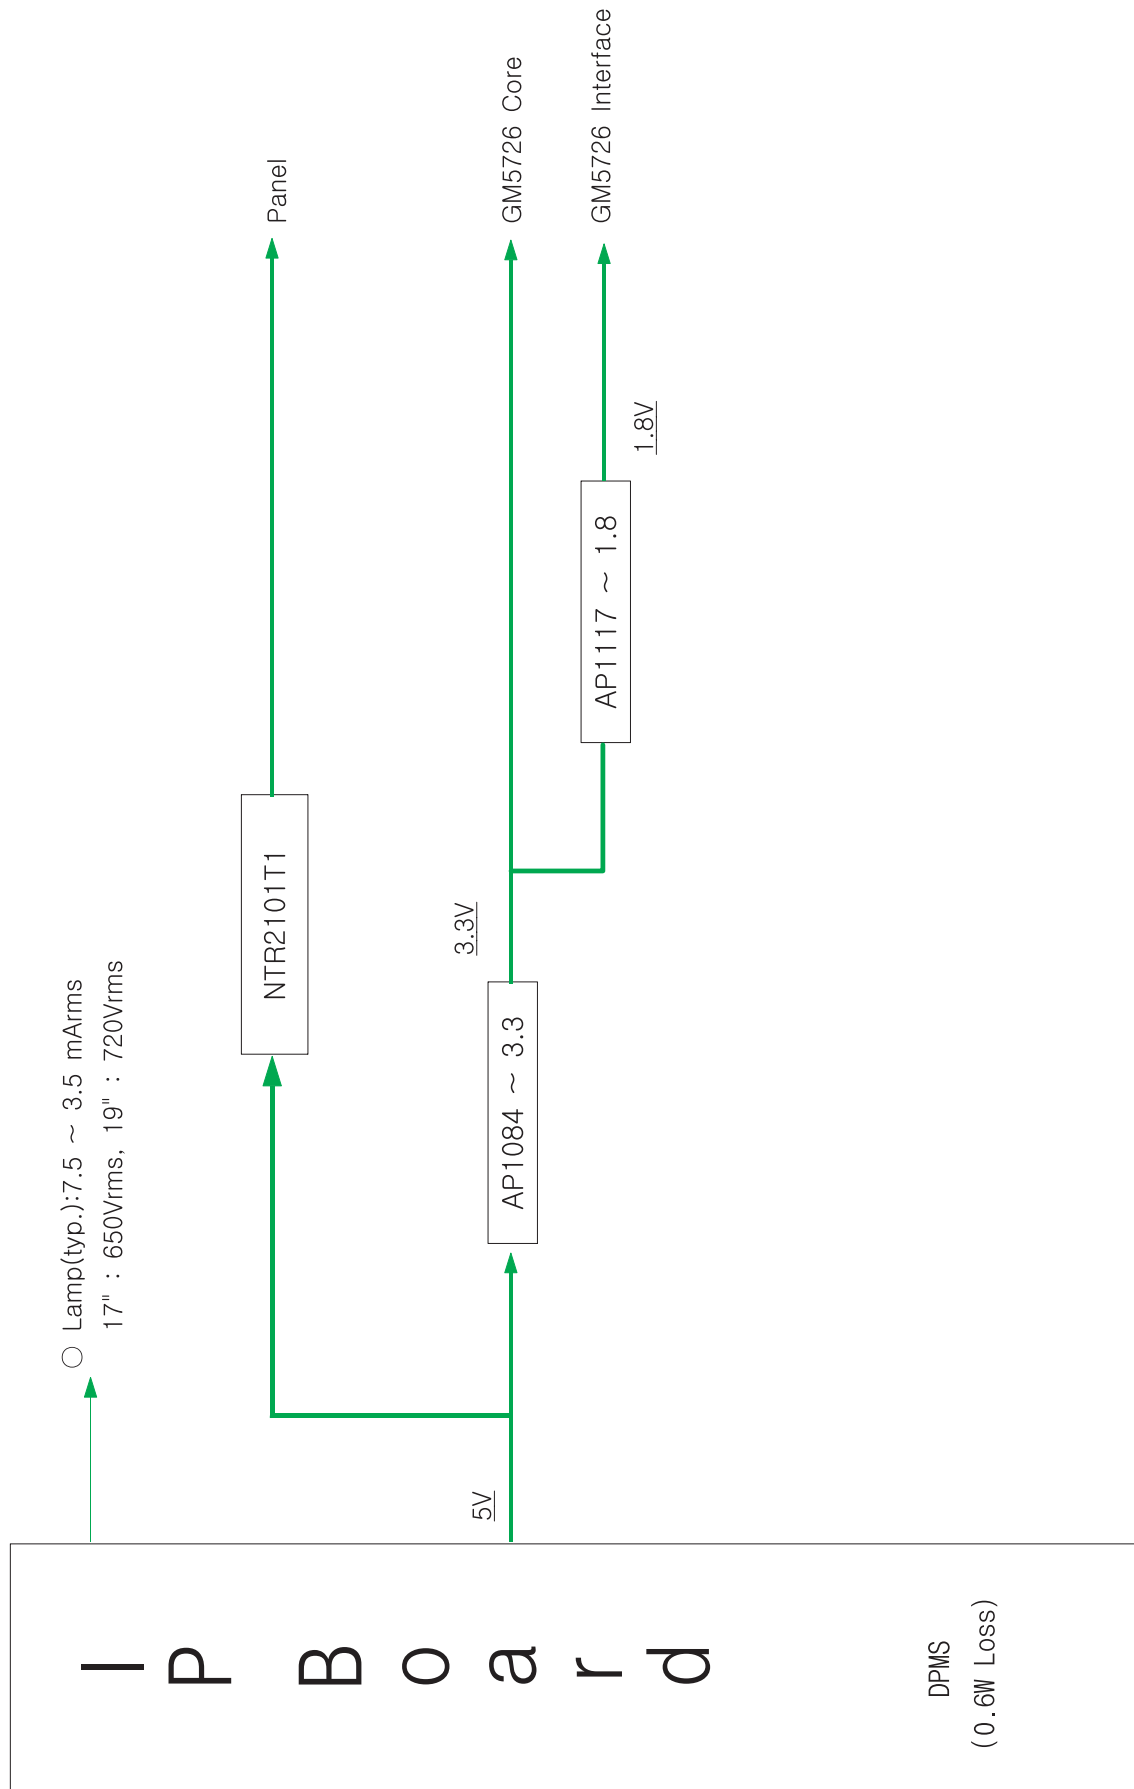 IP Board
DPMS
(0.6W Loss)
○ Lamp(typ.):7.5 ~ 3.5 mArms
17" : 650Vrms, 19" : 720Vrms
NTR2101T1
Panel
5V
AP1084 ~ 3.3
3.3V
GM5726 Core
AP1117 ~ 1.8
1.8V
GM5726 Interface